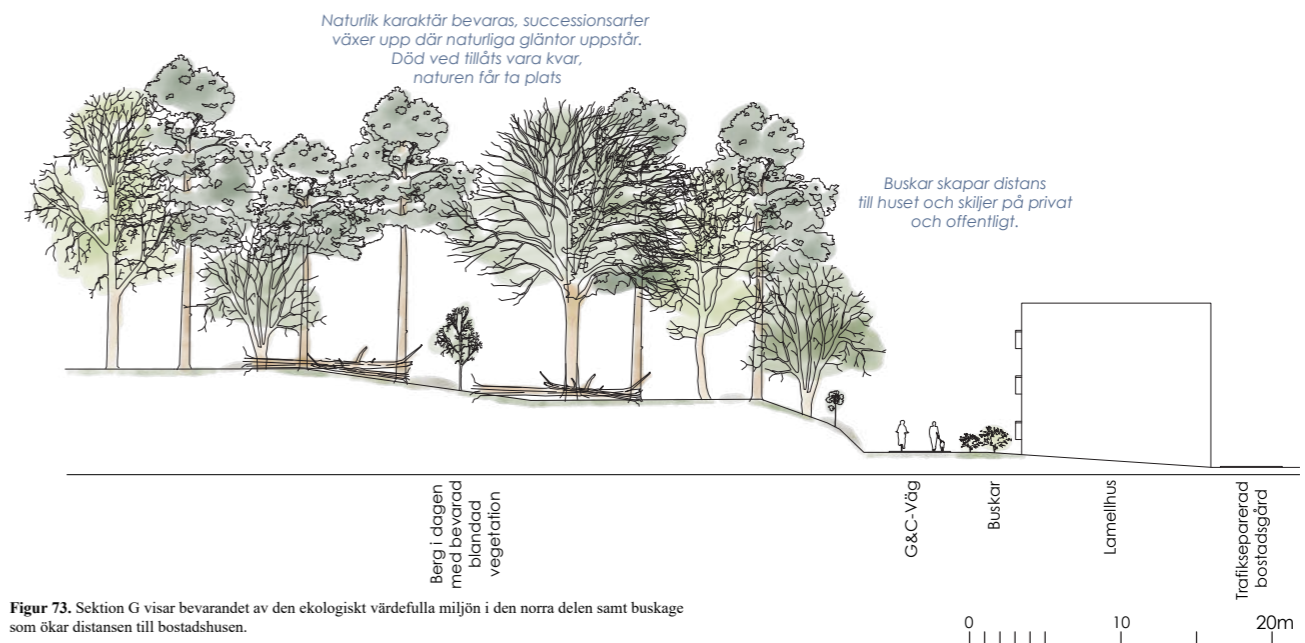 Naturlik karaktär bevaras, successionsarter
växer upp där naturliga gläntor uppstår.
Död ved tillåts vara kvar,
naturen får ta plats
Buskar skapar distans
till huset och skiljer på privat
och offentligt.
Berg i dagen
med bevarad
blandad
vegetation
G&C-Väg
Buskar
Lamellhus
Trafikseparerad
bostadsgård
Figur 73. Sektion G visar bevarandet av den ekologiskt värdefulla miljön i den norra delen samt buskage
som ökar distansen till bostadshusen.
0 10 20m